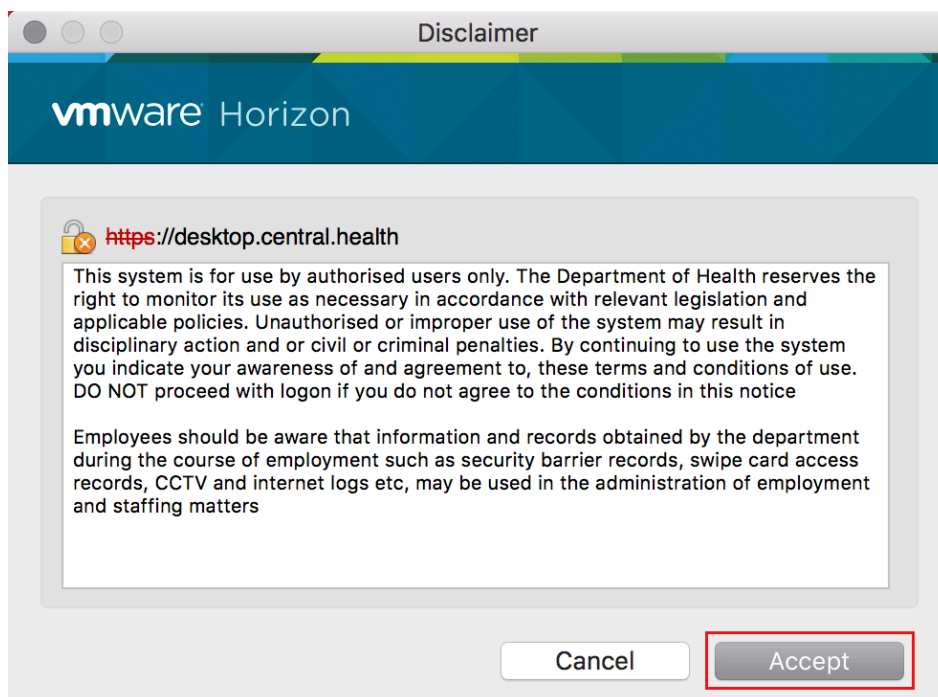 Disclaimer
vmware Horizon
https://desktop.central.health
This system is for use by authorised users only. The Department of Health reserves the
right to monitor its use as necessary in accordance with relevant legislation and
applicable policies. Unauthorised or improper use of the system may result in
disciplinary action and or civil or criminal penalties. By continuing to use the system
you indicate your awareness of and agreement to, these terms and conditions of use.
DO NOT proceed with logon if you do not agree to the conditions in this notice
Employees should be aware that information and records obtained by the department
during the course of employment such as security barrier records, swipe card access
records, CCTV and internet logs etc, may be used in the administration of employment
and staffing matters
Cancel
Accept